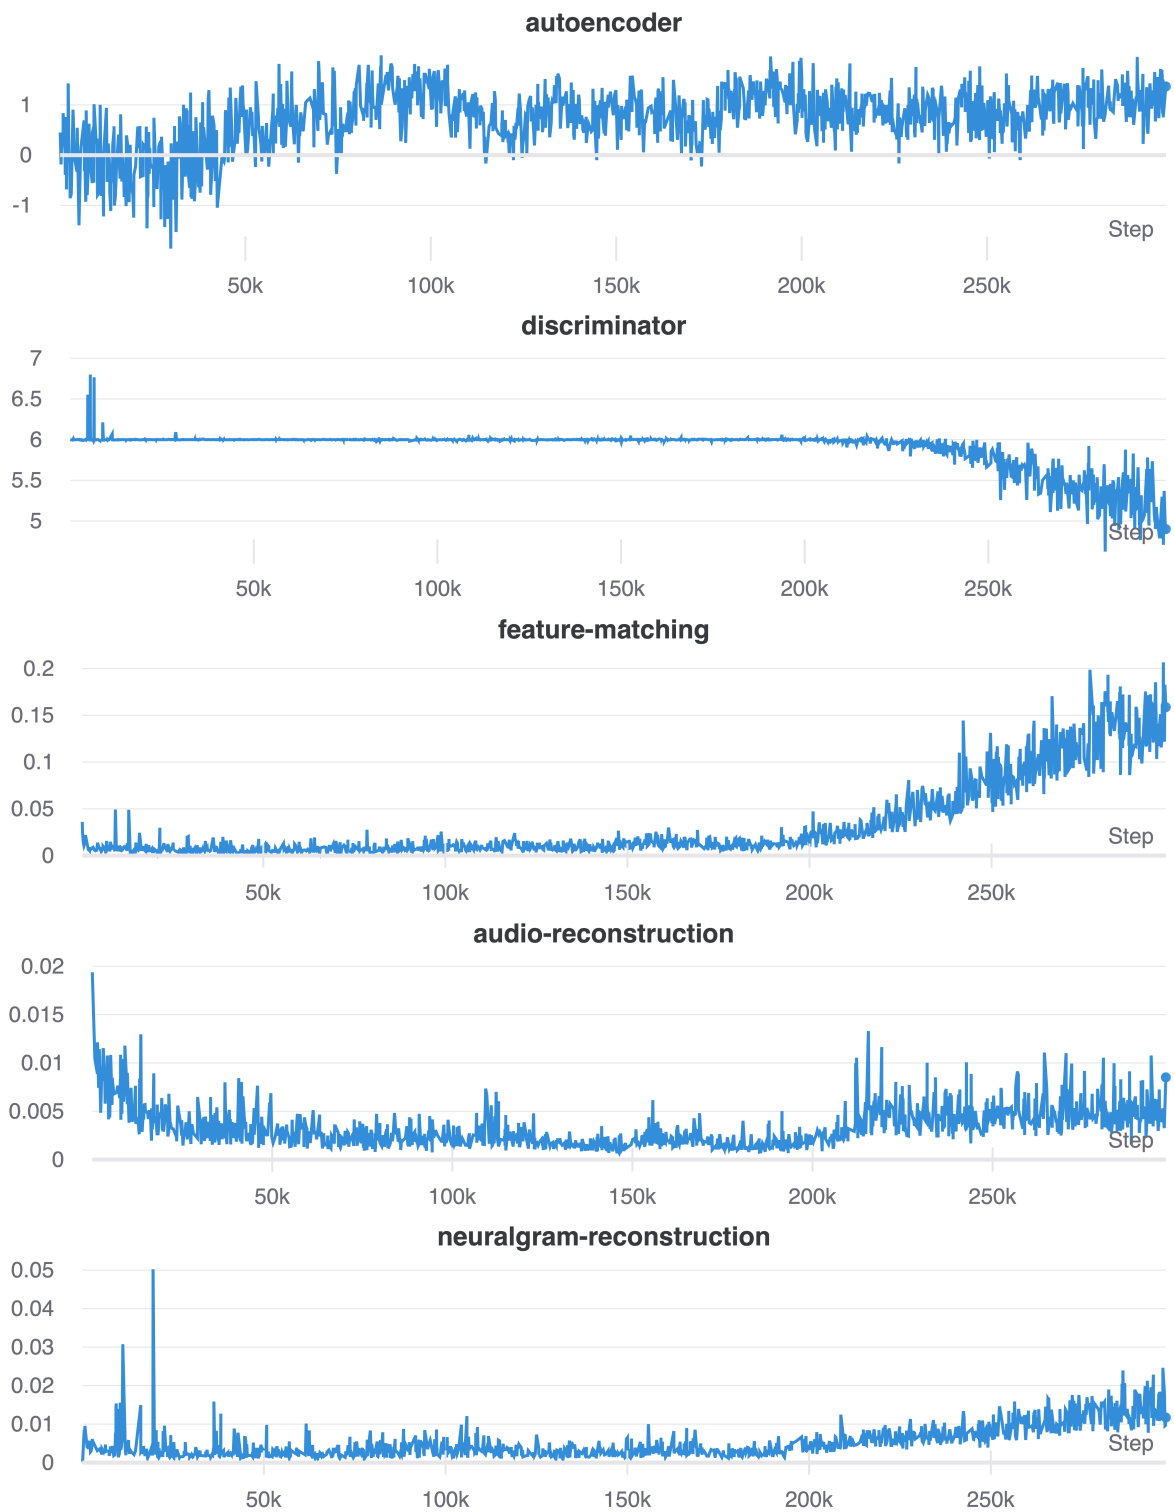 autoencoder
1
0
-1
Step
50k 100k 150k 200k 250k
discriminator
7
6.5
6
5.5
5
Step
50k 100k 150k 200k 250k
feature-matching
0.2
0.15
0.1
0.05
0
Step
50k 100k 150k 200k 250k
audio-reconstruction
0.02
0.015
0.01
0.005
0
Step
50k 100k 150k 200k 250k
neuralgram-reconstruction
0.05
0.04
0.03
0.02
0.01
0
Step
50k 100k 150k 200k 250k